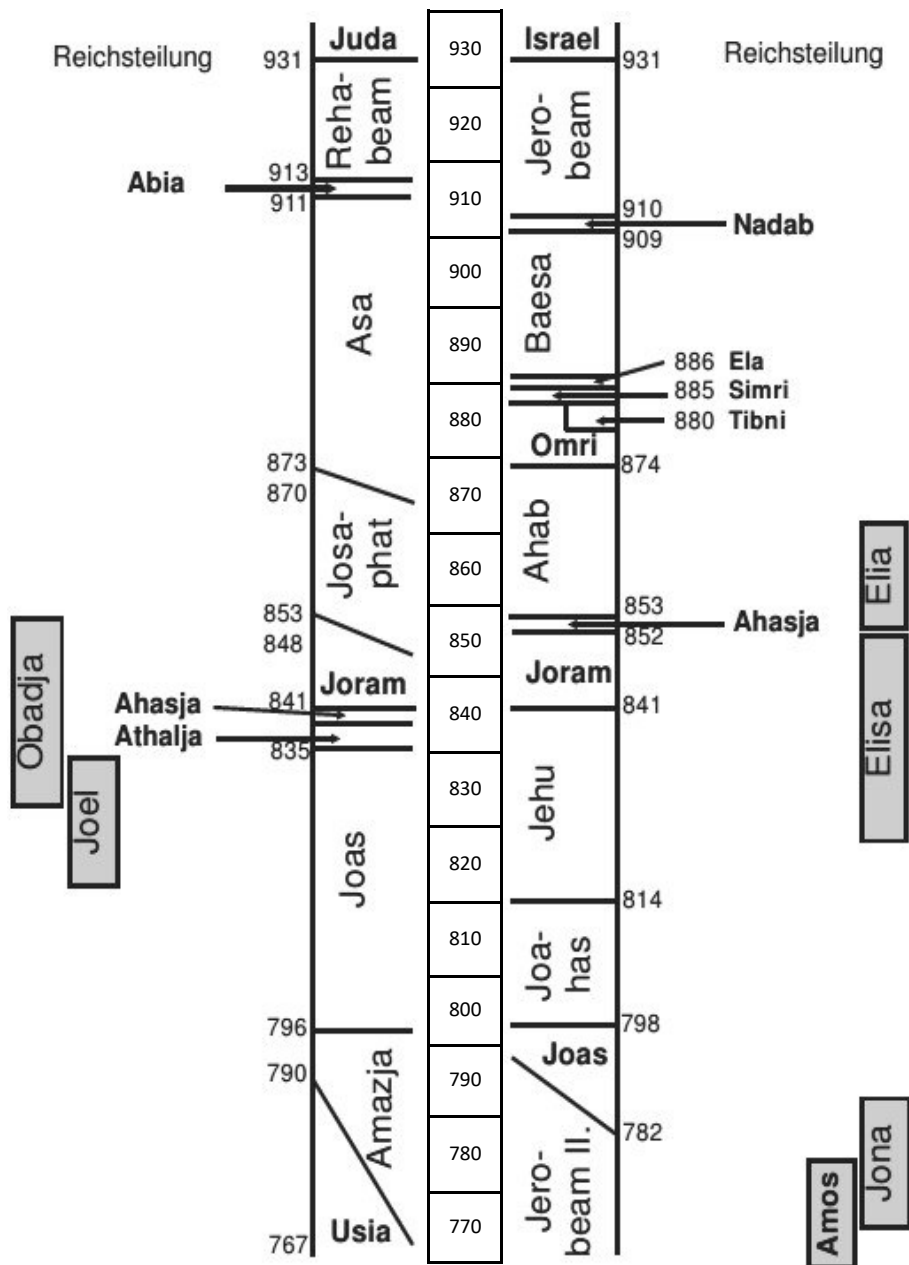 Juda
930
Israel
Reichsteilung
931
931
Reichsteilung
Reha-
beam
920
Jero-
beam
Abia
913
911
910
910
909
Nadab
Asa
900
Baesa
890
886 Ela
885 Simri
880
880 Tibni
Omri
873
870
870
874
Josa-
phat
860
Ahab
Elia
853
848
850
853
852
Ahasja
Obadja
Joram
Joram
Elisa
Ahasja
841
840
841
Athalja
835
Joel
830
Jehu
Joas
820
814
810
Joa-
has
800
796
798
Joas
790
790
Amazja
782
780
Jero-
beam II.
Jona
Amos
767
Usia
770